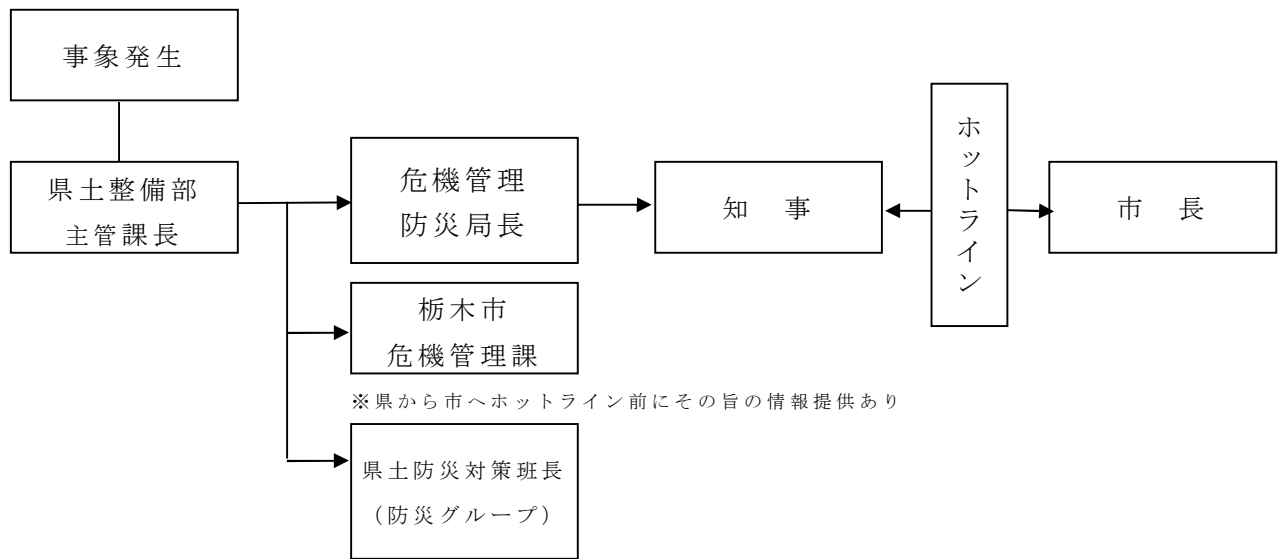 事象発生
県土整備部
主管課長
危機管理
防災局長
知　事
ホットライン
市　長
栃木市
危機管理課
※県から市へホットライン前にその旨の情報提供あり
県土防災対策班長
（防災グループ）